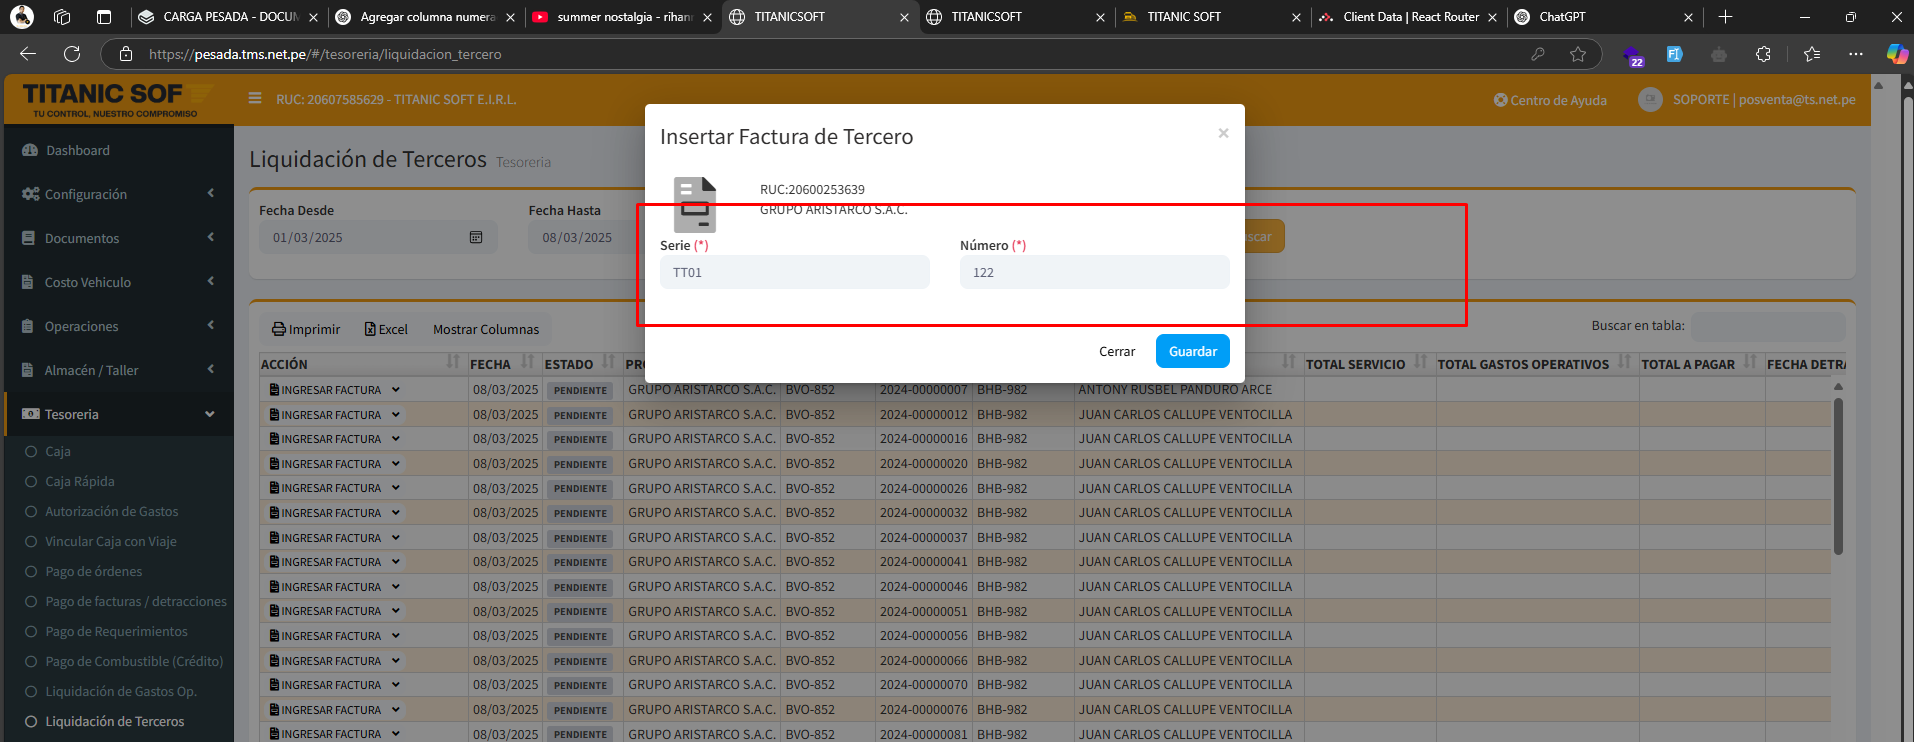 CARGA PESADA - DOCUM
Agregar columna numera
summer nostalgia - rihan
TITANICSOFT
TITANICSOFT
TITANIC SOFT
Client Data | React Router
ChatGPT
https://pesada.tms.net.pe/#/tesoreria/liquidacion_tercero
22
TITANIC SOF
TU CONTROL, NUESTRO COMPROMISO
RUC: 20607585629 - TITANIC SOFT E.I.R.L.
Centro de Ayuda
SOPORTE | posventa@ts.net.pe
Dashboard
Configuración
Documentos
Costo Vehiculo
Operaciones
Almacén / Taller
Tesoreria
Caja
Caja Rápida
Autorización de Gastos
Vincular Caja con Viaje
Pago de órdenes
Pago de facturas / detracciones
Pago de Requerimientos
Pago de Combustible (Crédito)
Liquidación de Gastos Op.
Liquidación de Terceros
Liquidación de Terceros Tesoreria
Fecha Desde
Fecha Hasta
01/03/2025
08/03/2025
scar
Insertar Factura de Tercero
×
RUC:20600253639
GRUPO ARISTARCO S.A.C.
Serie (*)
Número (*)
TT01
122
Cerrar
Guardar
Imprimir
Excel
Mostrar Columnas
Buscar en tabla:
ACCIÓN FECHA ESTADO PR TOTAL SERVICIO TOTAL GASTOS OPERATIVOS TOTAL A PAGAR FECHA DETRA
INGRESAR FACTURA 08/03/2025 PENDIENTE GRUPO ARISTARCO S.A.C. BVO-852 2024-00000007 BHB-982 ANTONY RUSBEL PANDURO ARCE
INGRESAR FACTURA 08/03/2025 PENDIENTE GRUPO ARISTARCO S.A.C. BVO-852 2024-00000012 BHB-982 JUAN CARLOS CALLUPE VENTOCILLA
INGRESAR FACTURA 08/03/2025 PENDIENTE GRUPO ARISTARCO S.A.C. BVO-852 2024-00000016 BHB-982 JUAN CARLOS CALLUPE VENTOCILLA
INGRESAR FACTURA 08/03/2025 PENDIENTE GRUPO ARISTARCO S.A.C. BVO-852 2024-00000020 BHB-982 JUAN CARLOS CALLUPE VENTOCILLA
INGRESAR FACTURA 08/03/2025 PENDIENTE GRUPO ARISTARCO S.A.C. BVO-852 2024-00000026 BHB-982 JUAN CARLOS CALLUPE VENTOCILLA
INGRESAR FACTURA 08/03/2025 PENDIENTE GRUPO ARISTARCO S.A.C. BVO-852 2024-00000032 BHB-982 JUAN CARLOS CALLUPE VENTOCILLA
INGRESAR FACTURA 08/03/2025 PENDIENTE GRUPO ARISTARCO S.A.C. BVO-852 2024-00000037 BHB-982 JUAN CARLOS CALLUPE VENTOCILLA
INGRESAR FACTURA 08/03/2025 PENDIENTE GRUPO ARISTARCO S.A.C. BVO-852 2024-00000041 BHB-982 JUAN CARLOS CALLUPE VENTOCILLA
INGRESAR FACTURA 08/03/2025 PENDIENTE GRUPO ARISTARCO S.A.C. BVO-852 2024-00000046 BHB-982 JUAN CARLOS CALLUPE VENTOCILLA
INGRESAR FACTURA 08/03/2025 PENDIENTE GRUPO ARISTARCO S.A.C. BVO-852 2024-00000051 BHB-982 JUAN CARLOS CALLUPE VENTOCILLA
INGRESAR FACTURA 08/03/2025 PENDIENTE GRUPO ARISTARCO S.A.C. BVO-852 2024-00000056 BHB-982 JUAN CARLOS CALLUPE VENTOCILLA
INGRESAR FACTURA 08/03/2025 PENDIENTE GRUPO ARISTARCO S.A.C. BVO-852 2024-00000066 BHB-982 JUAN CARLOS CALLUPE VENTOCILLA
INGRESAR FACTURA 08/03/2025 PENDIENTE GRUPO ARISTARCO S.A.C. BVO-852 2024-00000070 BHB-982 JUAN CARLOS CALLUPE VENTOCILLA
INGRESAR FACTURA 08/03/2025 PENDIENTE GRUPO ARISTARCO S.A.C. BVO-852 2024-00000076 BHB-982 JUAN CARLOS CALLUPE VENTOCILLA
INGRESAR FACTURA 08/03/2025 PENDIENTE GRUPO ARISTARCO S.A.C. BVO-852 2024-00000081 BHB-982 JUAN CARLOS CALLUPE VENTOCILLA